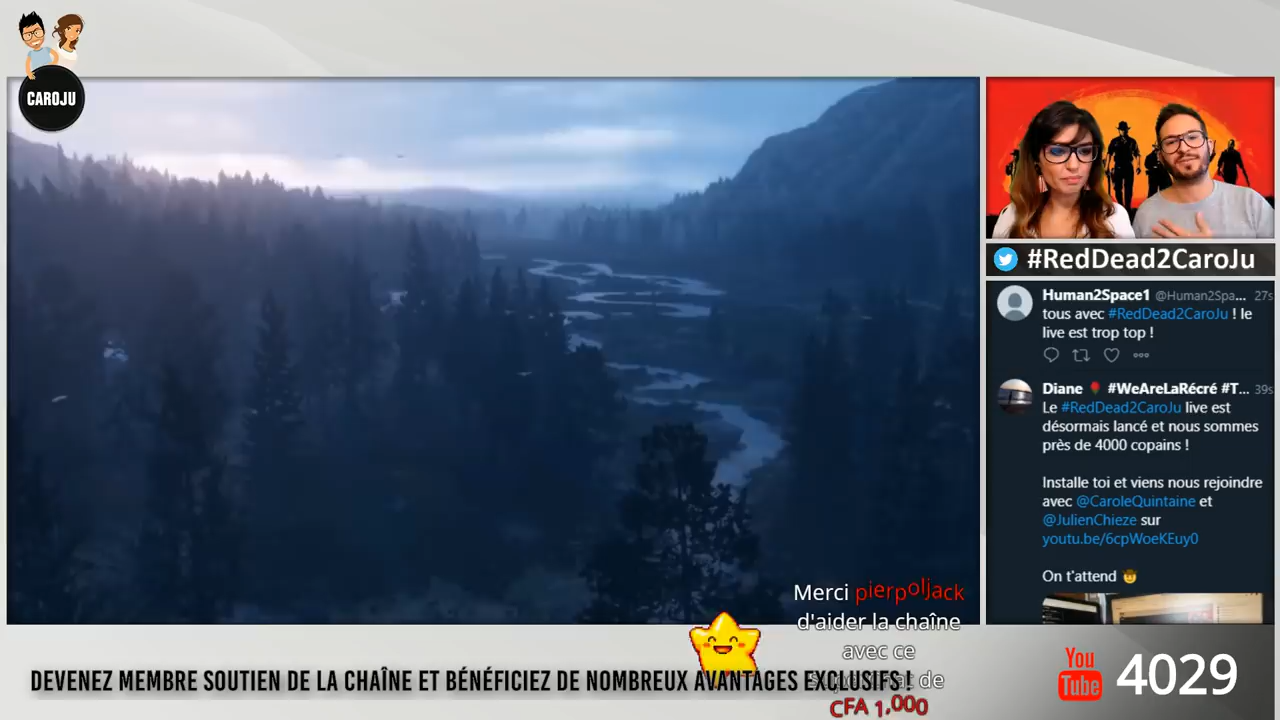 CAROJU
#RedDead2CaroJu
Human2Space1 @Human2Spa... 27s
tous avec #RedDead2CaroJu ! le
live est trop top !
Diane 🌹 #WeAreLaRécré #T... 39s
Le #RedDead2CaroJu live est
désormais lancé et nous sommes
près de 4000 copains !
Installe toi et viens nous rejoindre
avec @CaroleQuintaine et
@JulienChieze sur
youtu.be/6cpWoeKEuy0
On t'attend 🤠
Merci pierpoljack
d'aider la chaîne
avec ce
de
CFA 1,000
DEVENEZ MEMBRE SOUTIEN DE LA CHAÎNE ET BÉNÉFICIEZ DE NOMBREUX AVANTAGES EXCLUSIFS !
You
Tube
4029